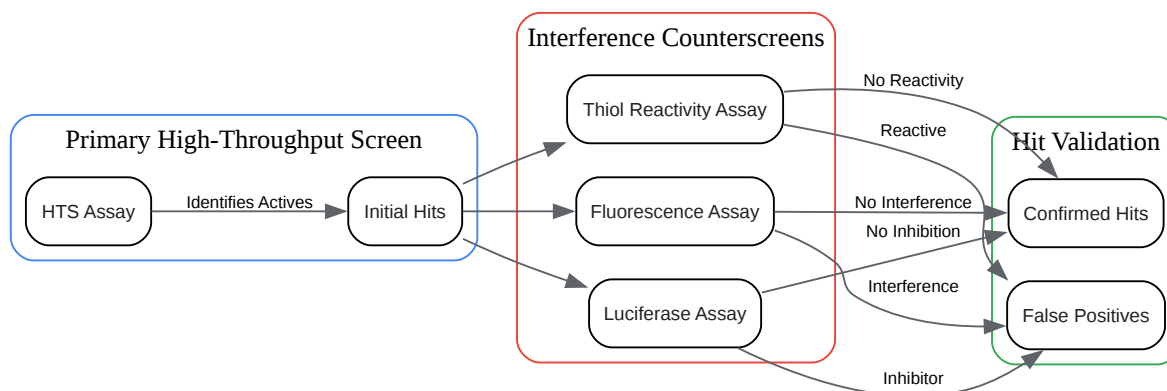 Primary High-Throughput Screen
HTS Assay
Identifies Actives
Initial Hits
Interference Counterscreens
Thiol Reactivity Assay
Fluorescence Assay
Luciferase Assay
No Reactivity
Reactive
No Interference
No Inhibition
Interference
Inhibitor
Hit Validation
Confirmed Hits
False Positives